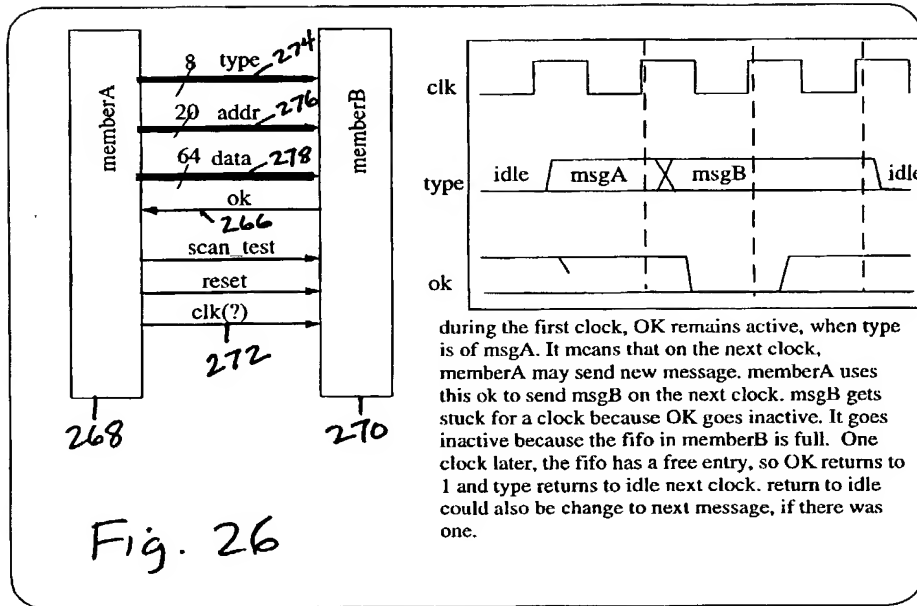 memberA
8 type 274
20 addr 276
64 data 278
ok
266
scan_test
reset
clk(?)
272
memberB
268
270
Fig. 26
clk
type idle msgA msgB idle
ok
during the first clock, OK remains active, when type
is of msgA. It means that on the next clock,
memberA may send new message. memberA uses
this ok to send msgB on the next clock. msgB gets
stuck for a clock because OK goes inactive. It goes
inactive because the fifo in memberB is full. One
clock later, the fifo has a free entry, so OK returns to
1 and type returns to idle next clock. return to idle
could also be change to next message, if there was
one.